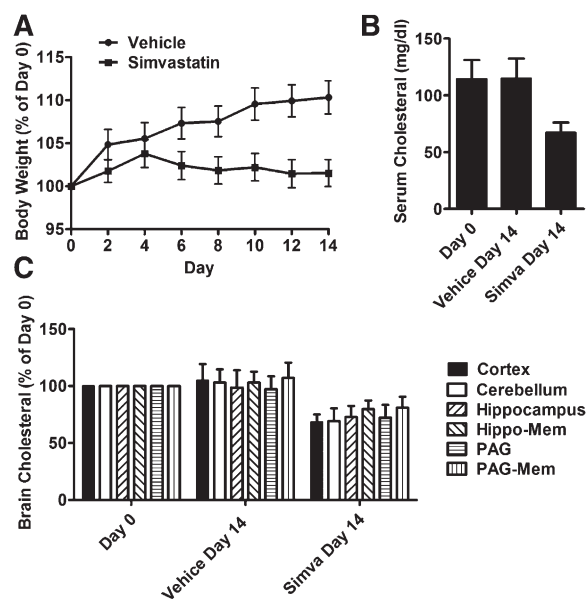 A
Vehicle
Simvastatin
Body Weight (% of Day 0)
115
110
105
100
95
0 2 4 6 8 10 12 14
Day
B
Serum Cholesteral (mg/dl)
150
100
50
0
Day 0
Vehice Day 14
Simva Day 14
C
Brain Cholesteral (% of Day 0)
150
100
50
0
Day 0
Vehice Day 14
Simva Day 14
Cortex
Cerebellum
Hippocampus
Hippo-Mem
PAG
PAG-Mem